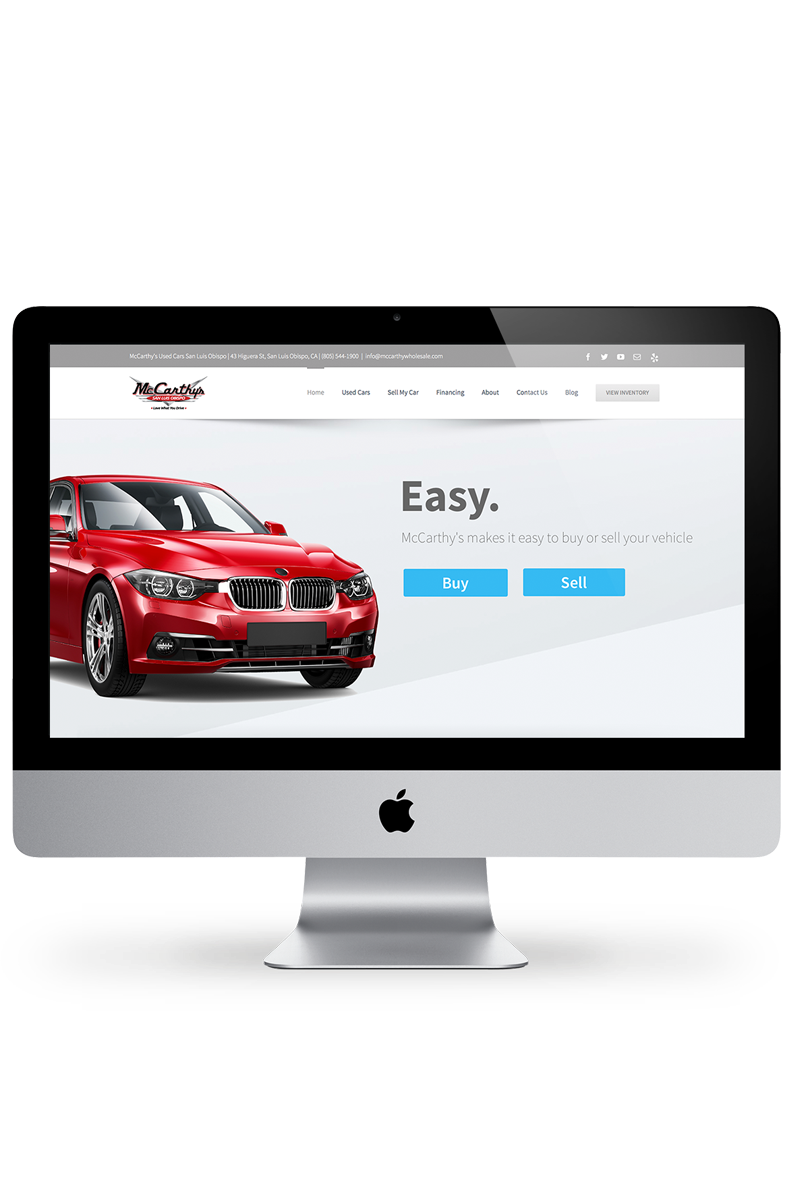 McCarthy's Used Cars San Luis Obispo | 43 Higuera St, San Luis Obispo, CA | (805) 544-1900 | info@mccarthywholesale.com
McCarthy's
SAN LUIS OBISPO
Love What You Drive
Home Used Cars Sell My Car Financing About Contact Us Blog VIEW INVENTORY
Easy.
McCarthy's makes it easy to buy or sell your vehicle
Buy Sell